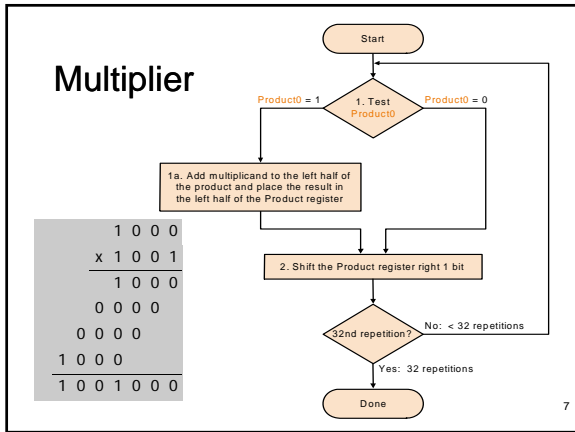 Multiplier
Start
Product0 = 1
1. Test
Product0
Product0 = 0
1a. Add multiplicand to the left half of
the product and place the result in
the left half of the Product register
2. Shift the Product register right 1 bit
32nd repetition?
No: < 32 repetitions
Yes: 32 repetitions
Done
1 0 0 0
x 1 0 0 1
1 0 0 0
0 0 0 0
0 0 0 0
1 0 0 0
1 0 0 1 0 0 0
7